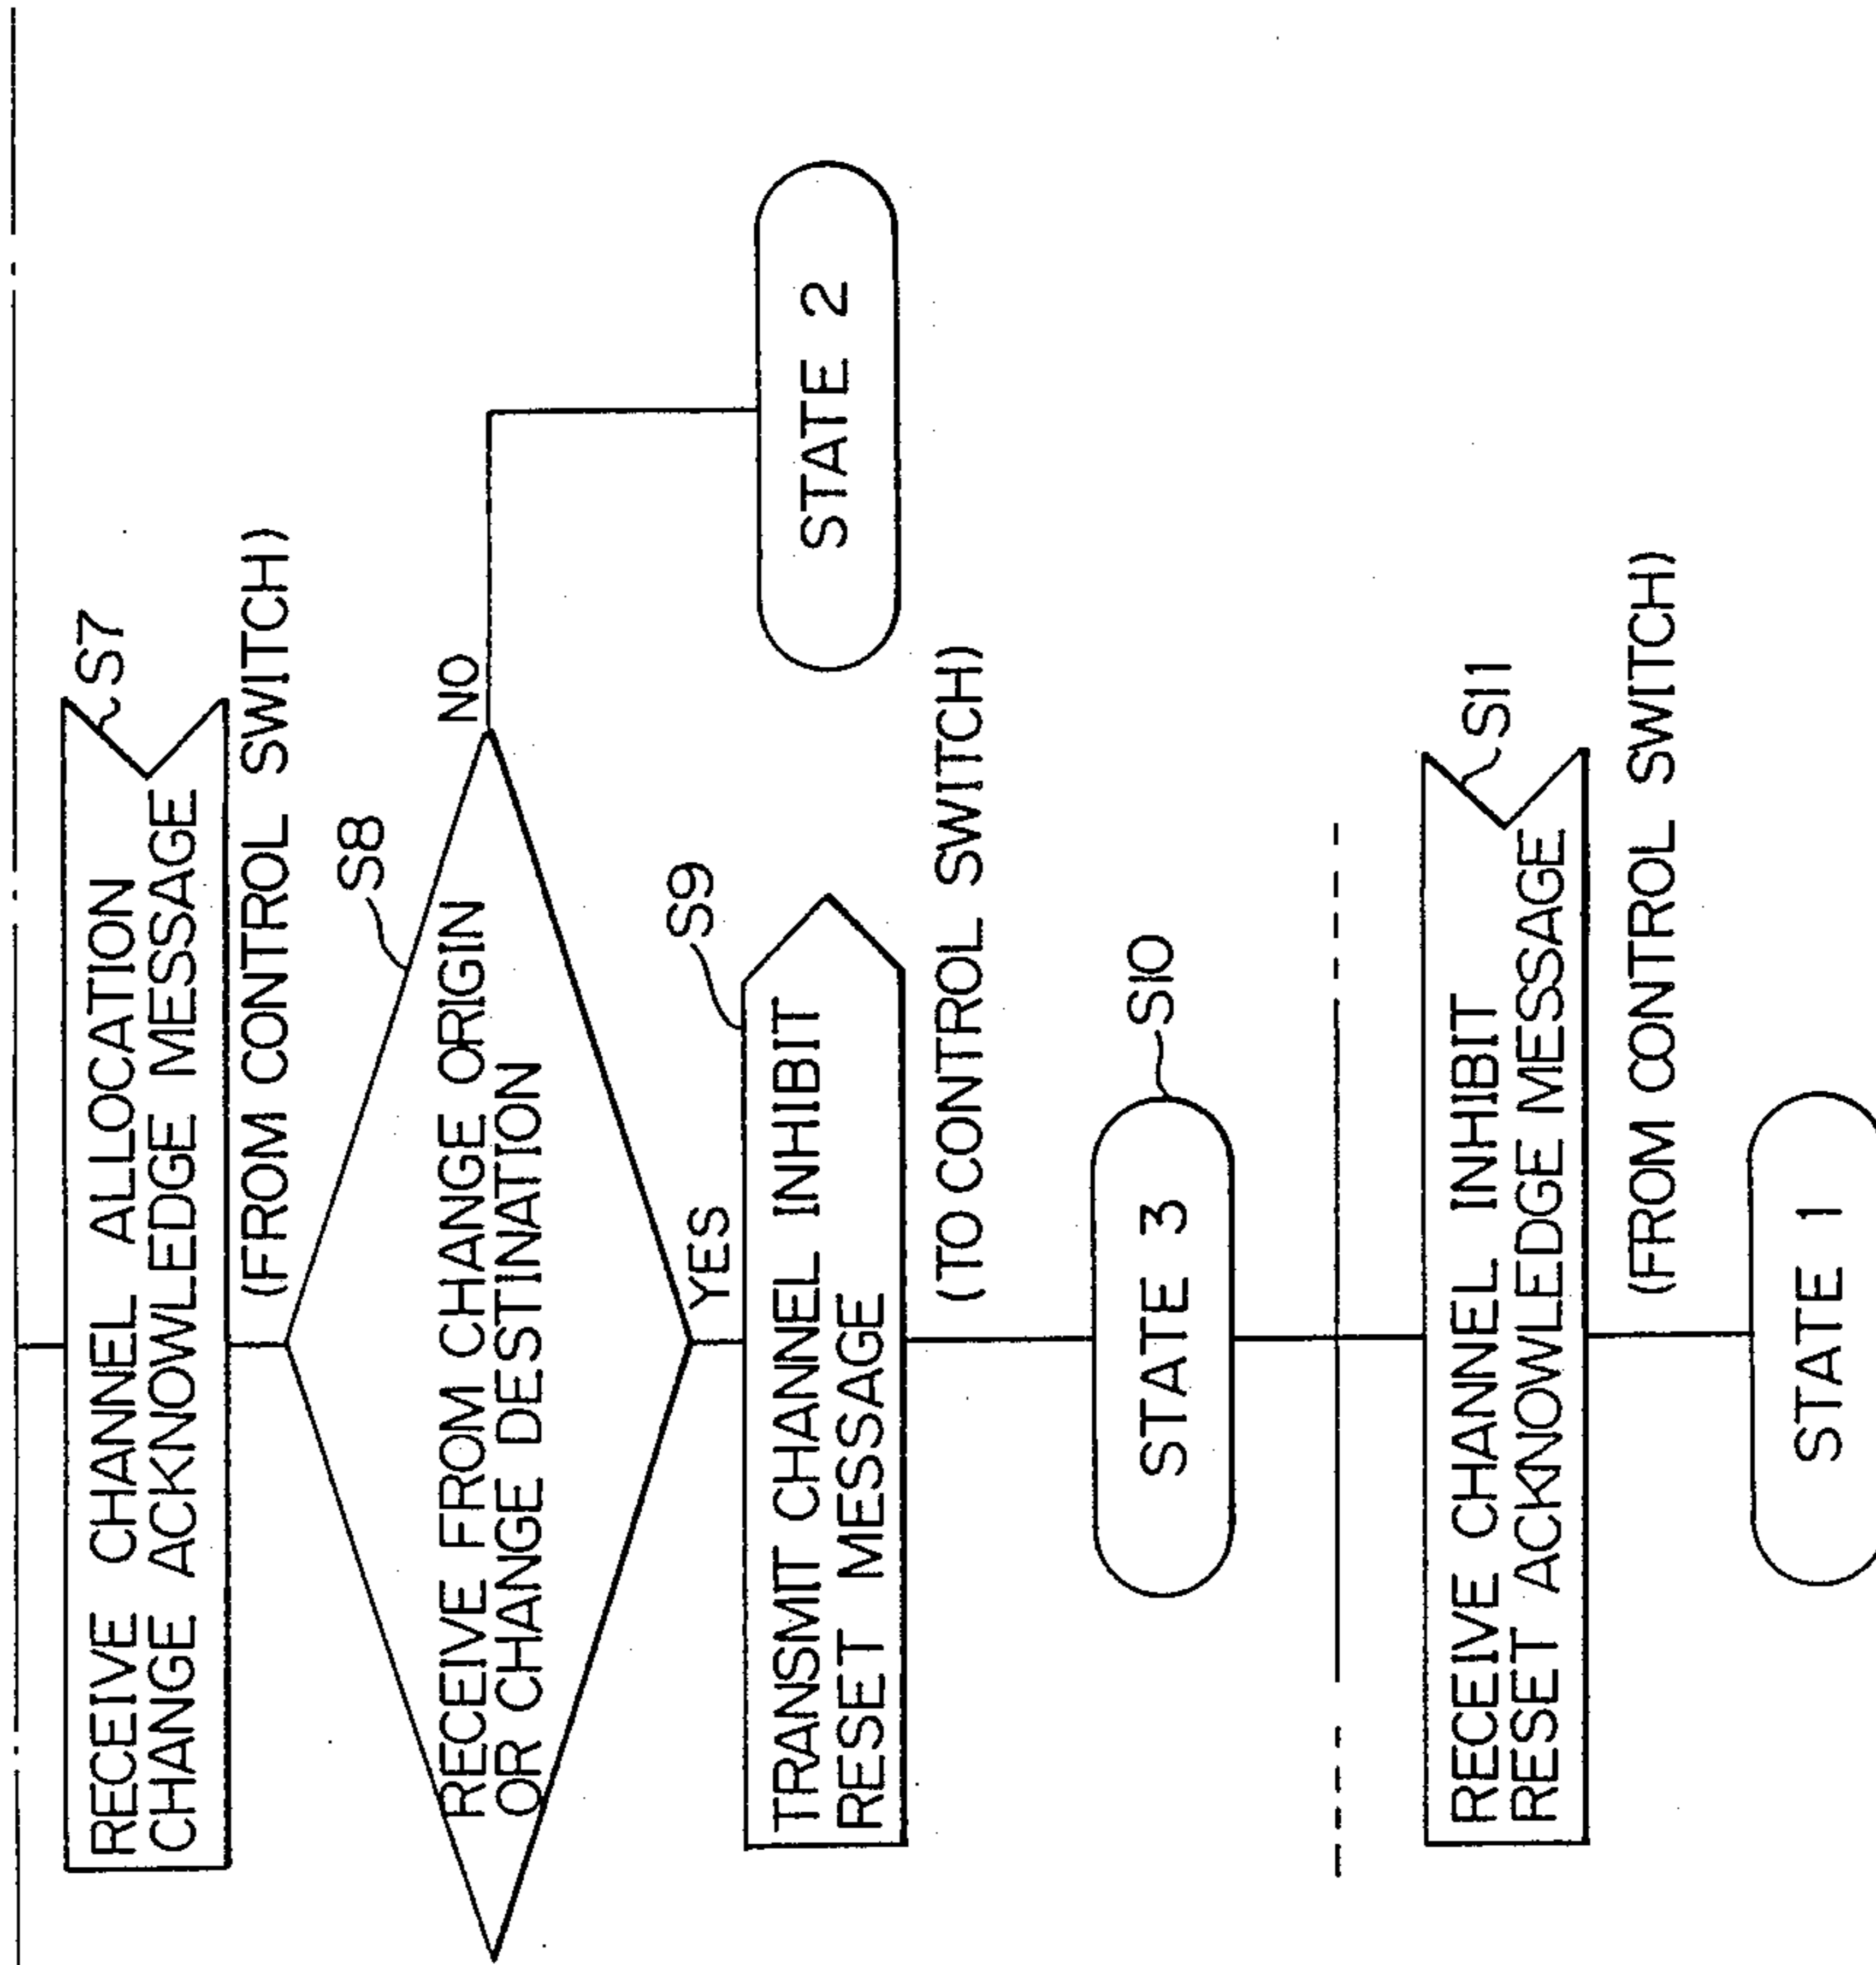 RECEIVE CHANNEL ALLOCATION
CHANGE ACKNOWLEDGE MESSAGE
S7
(FROM CONTROL SWITCH)
S8
RECEIVE FROM CHANGE ORIGIN
OR CHANGE DESTINATION
NO
YES
STATE 2
S9
TRANSMIT CHANNEL INHIBIT
RESET MESSAGE
(TO CONTROL SWITCH)
S10
STATE 3
RECEIVE CHANNEL INHIBIT
RESET ACKNOWLEDGE MESSAGE
S11
(FROM CONTROL SWITCH)
STATE 1